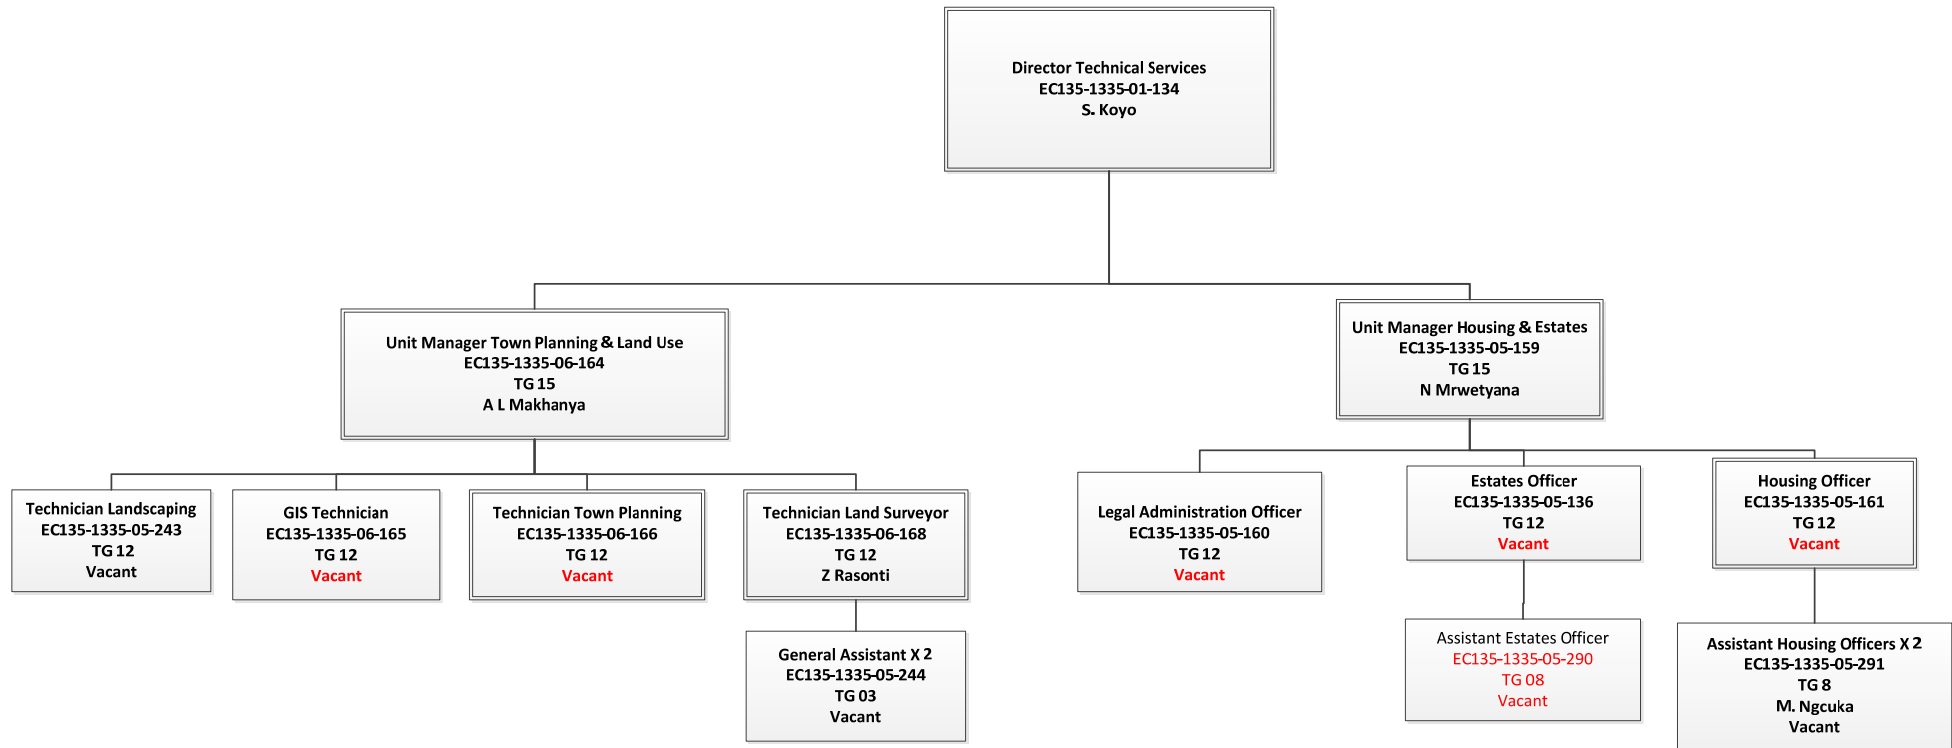 Director Technical Services
EC135-1335-01-134
S. Koyo
Unit Manager Town Planning & Land Use
EC135-1335-06-164
TG 15
A L Makhanya
Unit Manager Housing & Estates
EC135-1335-05-159
TG 15
N Mrwetyana
Technician Landscaping
EC135-1335-05-243
TG 12
Vacant
GIS Technician
EC135-1335-06-165
TG 12
Vacant
Technician Town Planning
EC135-1335-06-166
TG 12
Vacant
Technician Land Surveyor
EC135-1335-06-168
TG 12
Z Rasonti
Legal Administration Officer
EC135-1335-05-160
TG 12
Vacant
Estates Officer
EC135-1335-05-136
TG 12
Vacant
Housing Officer
EC135-1335-05-161
TG 12
Vacant
General Assistant X 2
EC135-1335-05-244
TG 03
Vacant
Assistant Estates Officer
EC135-1335-05-290
TG 08
Vacant
Assistant Housing Officers X 2
EC135-1335-05-291
TG 8
M. Ngcuka
Vacant